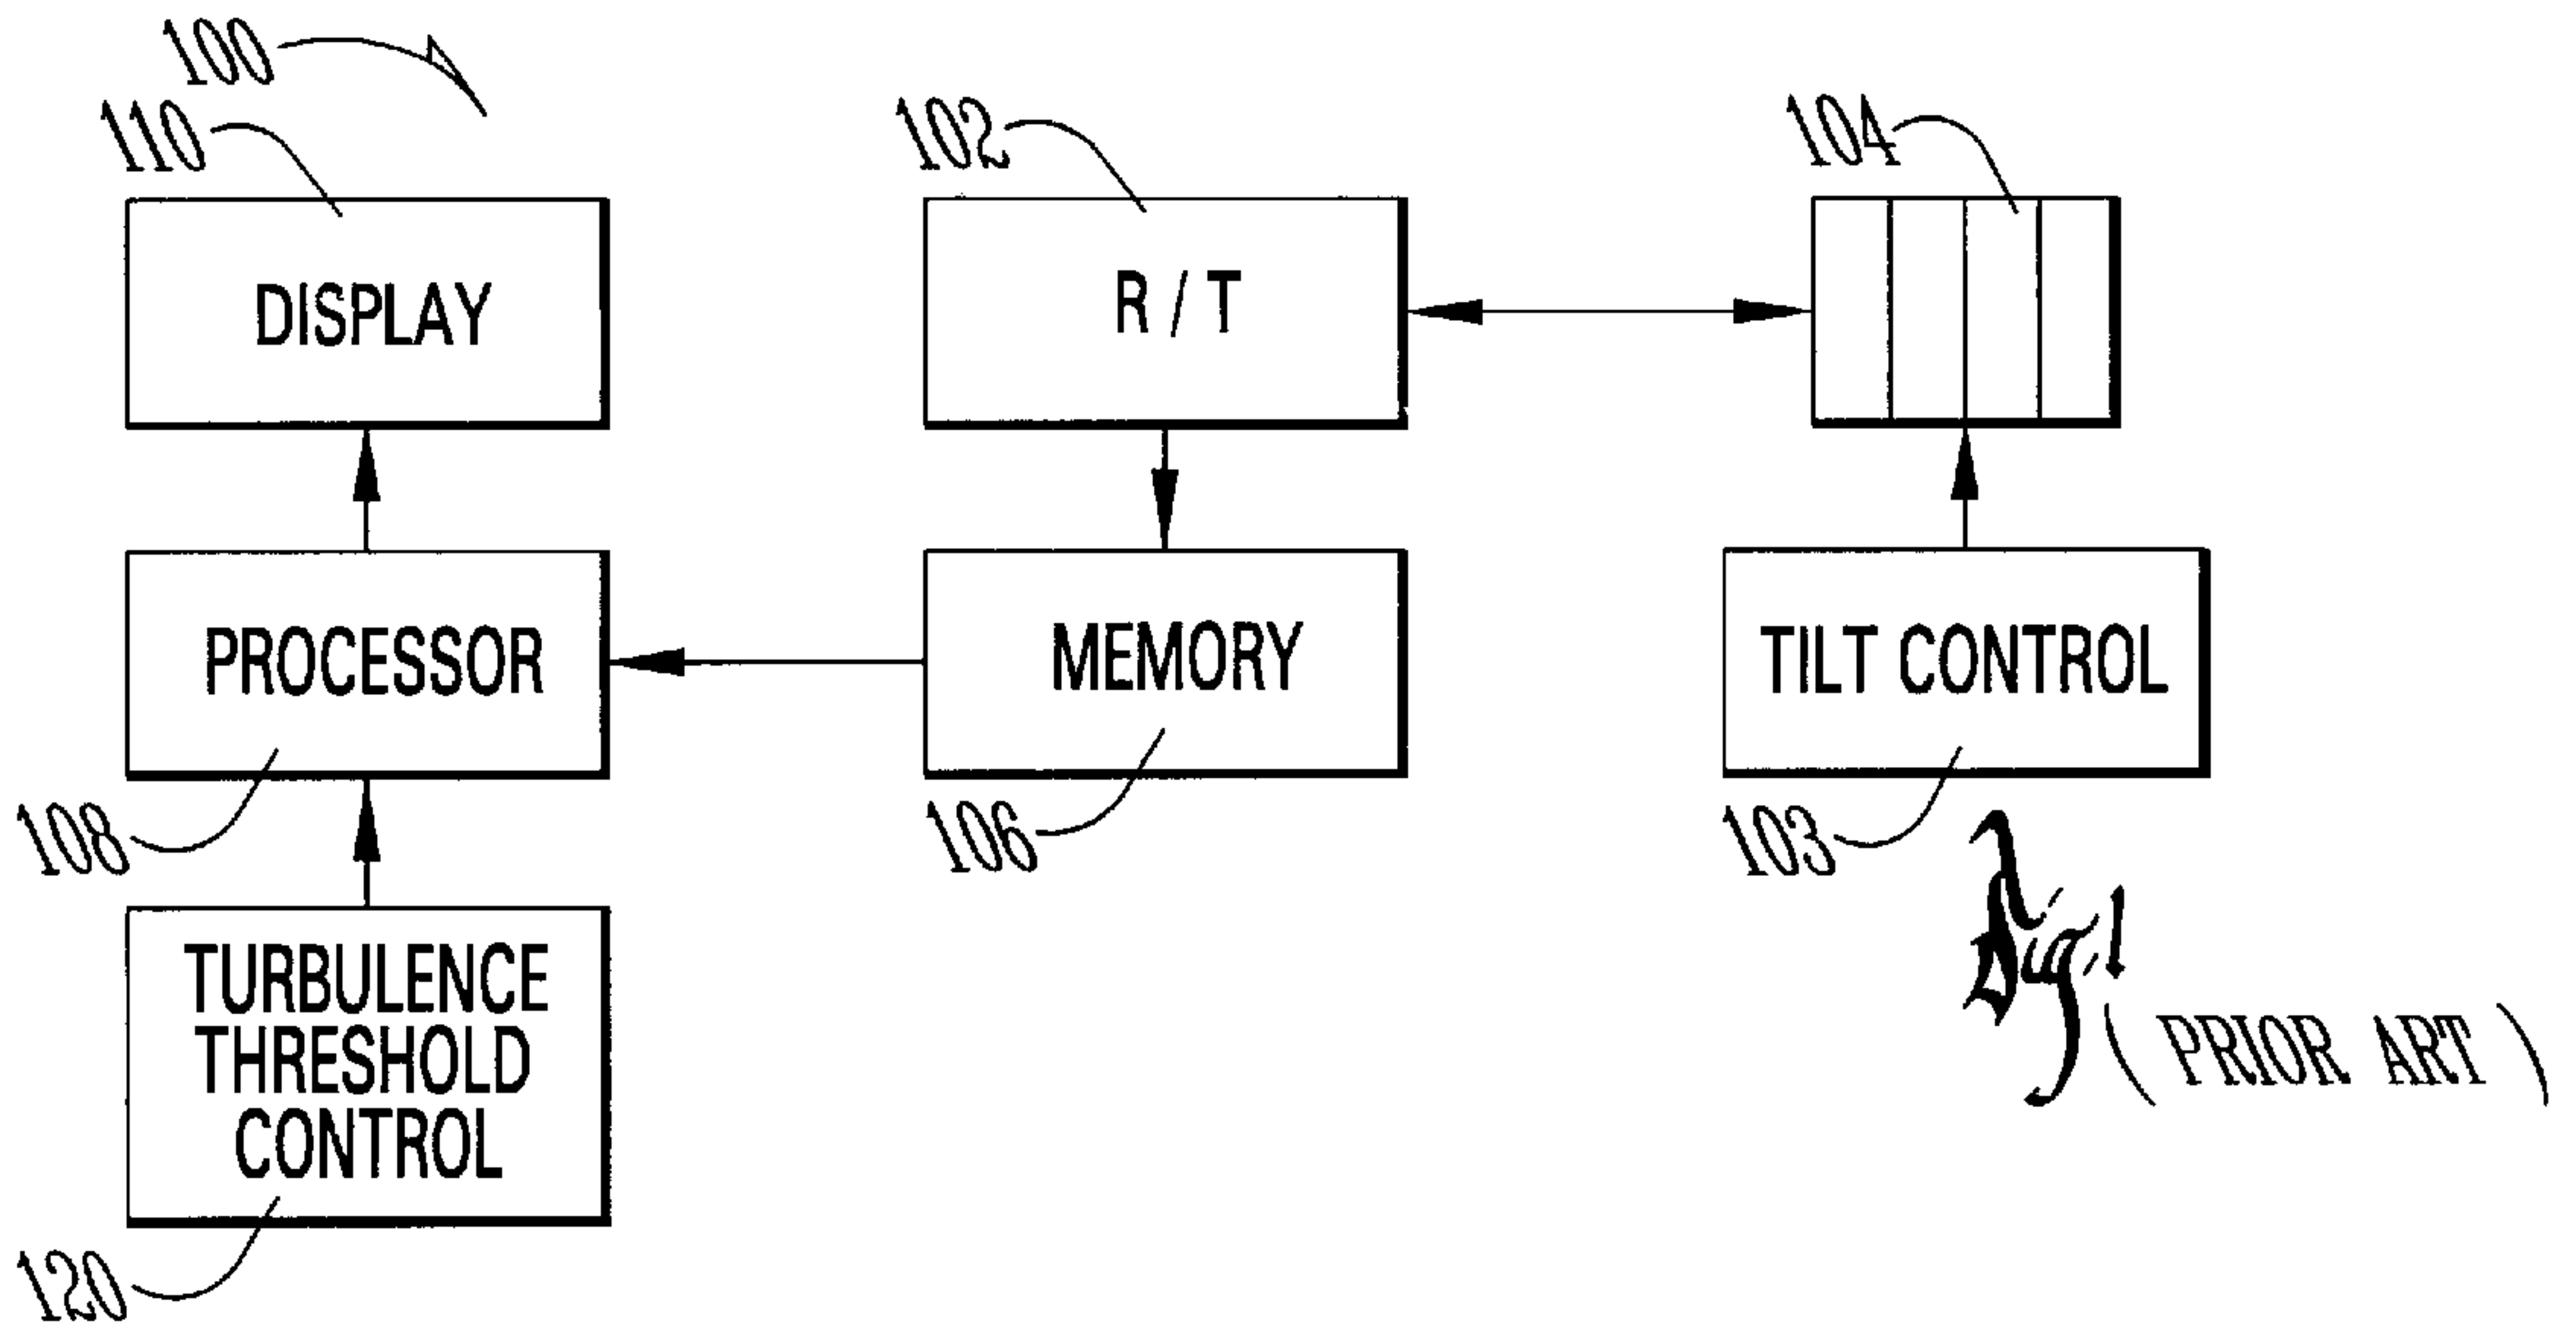 100
110
102
104
DISPLAY
R / T
PROCESSOR
MEMORY
TILT CONTROL
108
106
103
TURBULENCE
THRESHOLD
CONTROL
120
Fig. 1
( PRIOR ART )